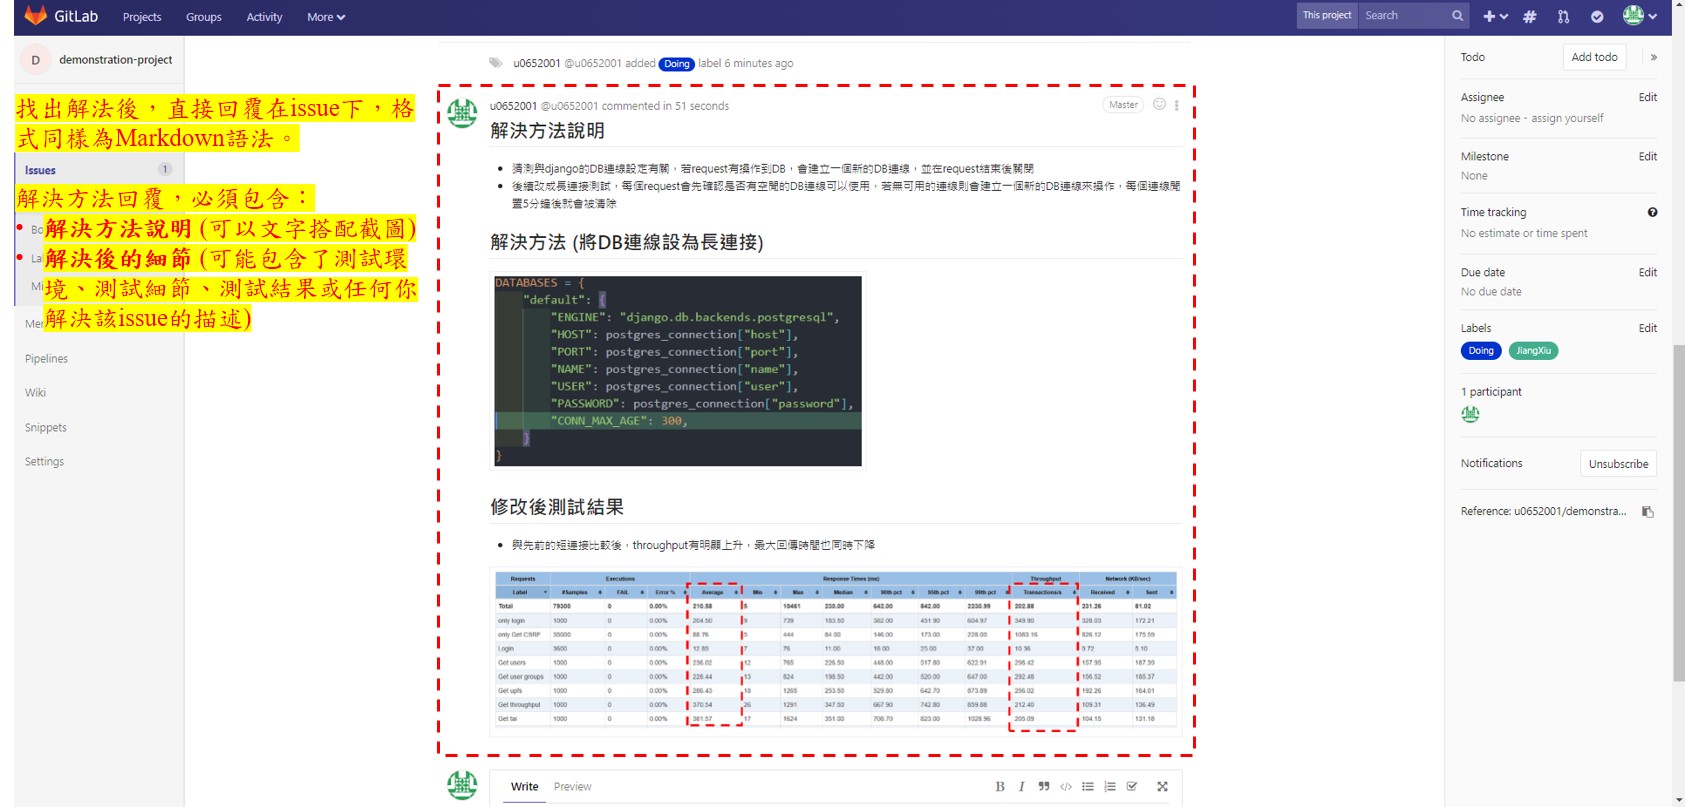 GitLab Projects Groups Activity More This project Search
D demonstration-project
找出解法後，直接回覆在issue下，格
式同樣為Markdown語法。
Issues 1
解決方法回覆，必須包含：
• 解決方法說明 (可以文字搭配截圖)
• 解決後的細節 (可能包含了測試環
境、測試細節、測試結果或任何你
解決該issue的描述)
Bo
La
Mi
Mer
Pipelines
Wiki
Snippets
Settings
u0652001 @u0652001 added Doing label 6 minutes ago
u0652001 @u0652001 commented in 51 seconds Master
解決方法說明
• 猜測與django的DB連線設定有關，若request有操作到DB，會建立一個新的DB連線，並在request結束後關閉
• 後續改成長連接測試，每個request會先確認是否有空閒的DB連線可以使用，若無可用的連線則會建立一個新的DB連線來操作，每個連線閒
置5分鐘後就會被清除
解決方法 (將DB連線設為長連接)
DATABASES = {
"default": {
"ENGINE": "django.db.backends.postgresql",
"HOST": postgres_connection["host"],
"PORT": postgres_connection["port"],
"NAME": postgres_connection["name"],
"USER": postgres_connection["user"],
"PASSWORD": postgres_connection["password"],
"CONN_MAX_AGE": 300,
}
}
修改後測試結果
• 與先前的短連接比較後，throughput有明顯上升，最大回傳時間也同時下降
Requests Executions Response Times (ms) Throughput Network (KB/sec)
Label #Samples FAIL Error % Average Min Max Median 90th pct 95th pct 99th pct Transactions/s Received Sent
Total 79300 0 0.00% 210.58 5 10461 230.00 642.00 842.00 2230.99 202.88 231.26 81.02
only login 1000 0 0.00% 204.50 9 739 183.50 382.00 451.90 604.97 349.90 328.03 172.21
only Get CSRF 35000 0 0.00% 88.76 5 444 84.00 146.00 173.00 228.00 1083.16 826.12 175.59
Login 3600 0 0.00% 12.89 7 76 11.00 18.00 25.00 37.00 10.36 9.72 5.10
Get users 1000 0 0.00% 236.02 12 765 226.50 448.00 517.80 622.91 298.42 157.95 187.39
Get user groups 1000 0 0.00% 228.44 13 824 198.50 442.00 520.00 647.00 292.48 156.52 185.37
Get upfs 1000 0 0.00% 286.43 18 1265 253.50 529.80 642.70 873.89 256.02 192.26 164.01
Get throughput 1000 0 0.00% 370.54 26 1291 347.50 667.90 742.80 859.88 212.40 109.31 136.49
Get tai 1000 0 0.00% 381.57 17 1624 351.00 708.70 823.00 1028.96 205.09 104.15 131.18
Write Preview
Todo Add todo »
Assignee Edit
No assignee - assign yourself
Milestone Edit
None
Time tracking
No estimate or time spent
Due date Edit
No due date
Labels Edit
Doing JiangXiu
1 participant
Notifications Unsubscribe
Reference: u0652001/demonstra...